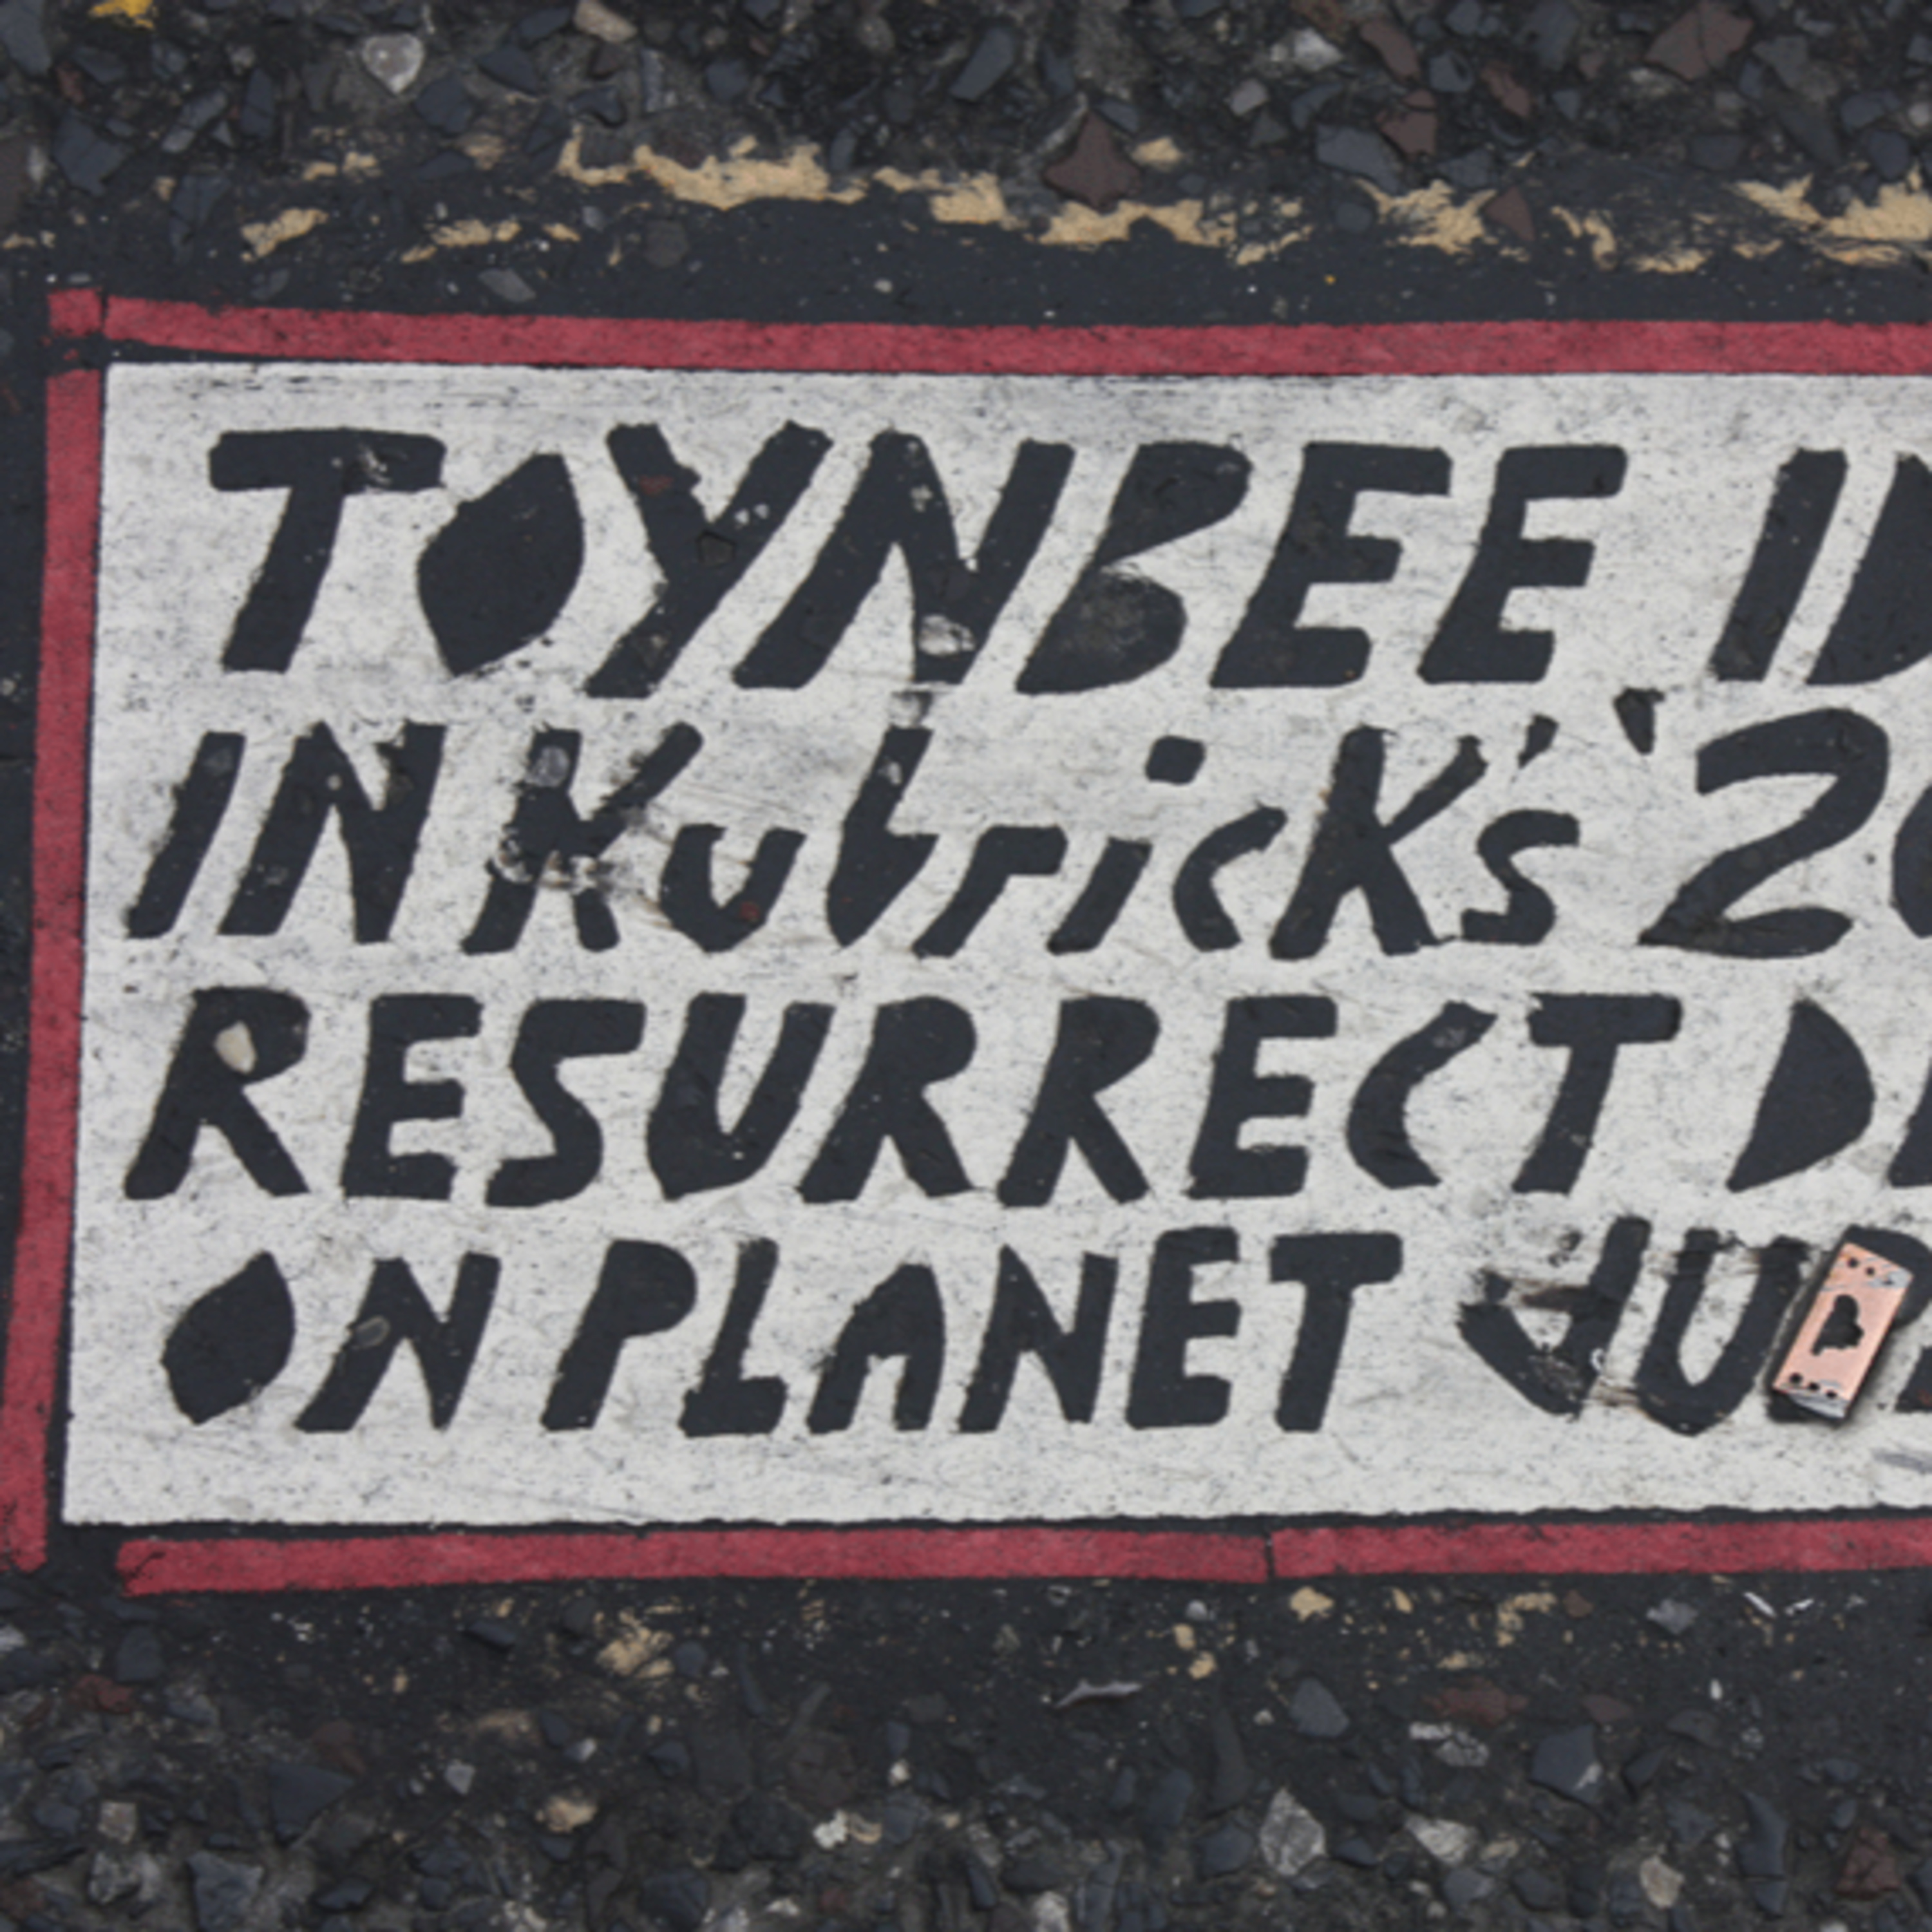 TOYNBEE
IN KubricK's '
RESURRECT
ON PLANET